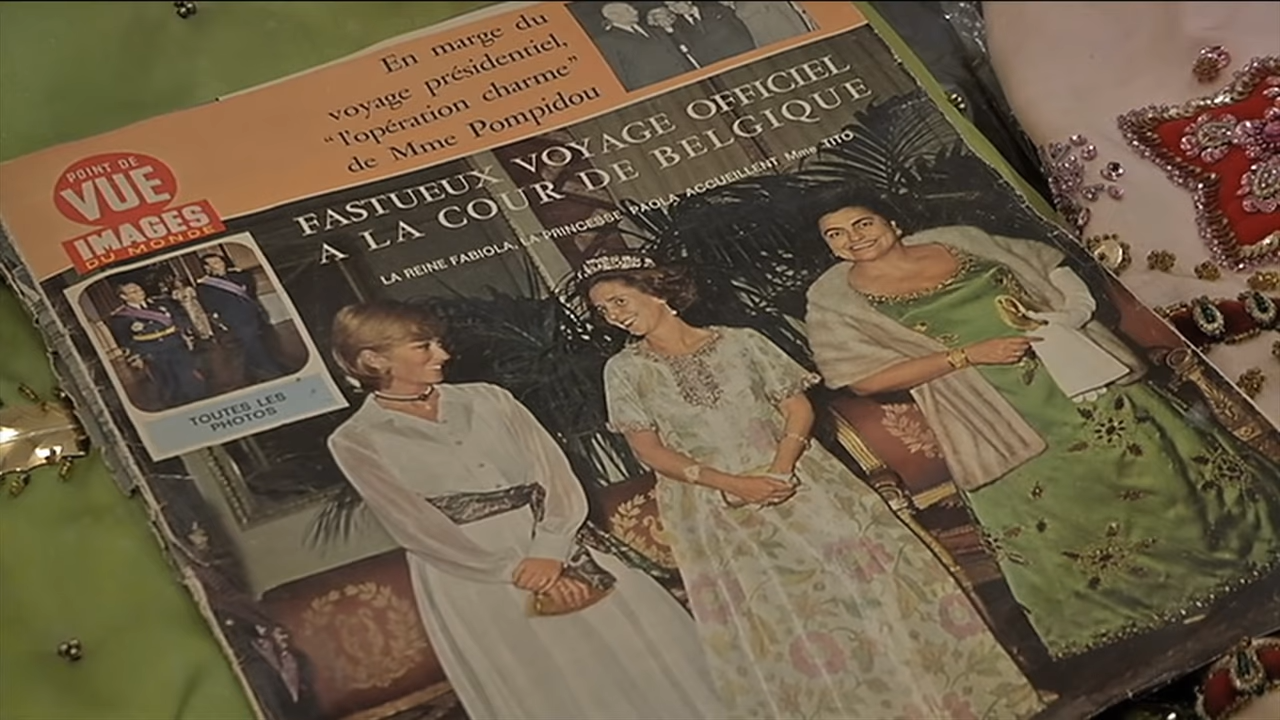 En marge du
voyage présidentiel,
"l'opération charme"
de Mme Pompidou
POINT DE
VUE
IMAGES
DU MONDE
FASTUEUX VOYAGE OFFICIEL
A LA COUR DE BELGIQUE
LA REINE FABIOLA, LA PRINCESSE PAOLA ACCUEILLENT Mme TITO
TOUTES LES
PHOTOS